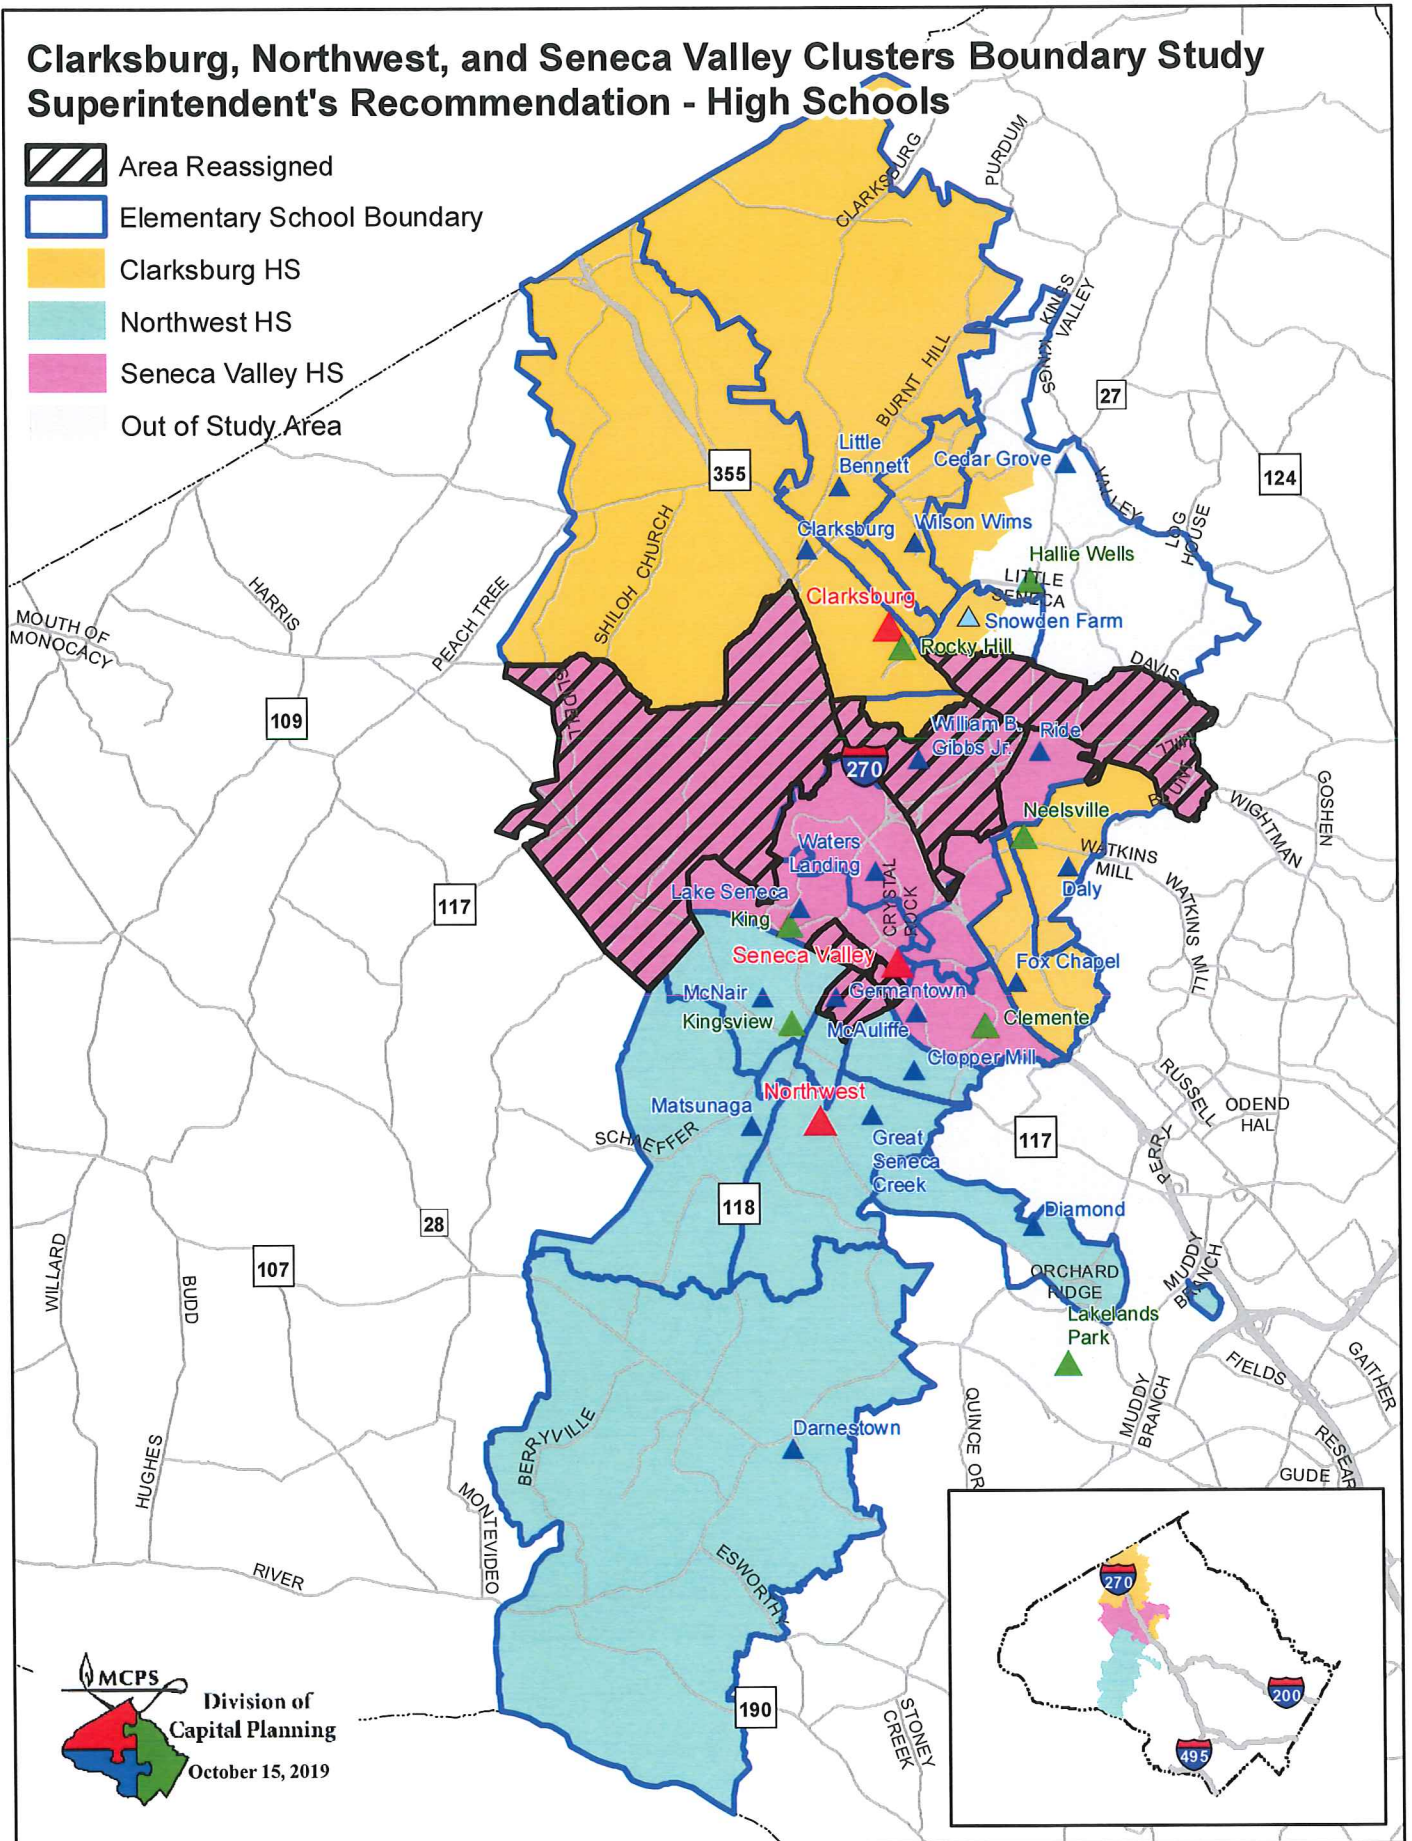 Clarksburg, Northwest, and Seneca Valley Clusters Boundary Study
Superintendent's Recommendation - High Schools
Area Reassigned
Elementary School Boundary
Clarksburg HS
Northwest HS
Seneca Valley HS
Out of Study Area
CLARKSBURG
PURDUM
KINGS
VALLEY
KINGS
27
BURNT HILL
Little
Bennett
Cedar Grove
355
124
VALLEY
LOG
HOUSE
Clarksburg
Wilson Wims
Hallie Wells
LITTLE
SENECA
SHILOH CHURCH
HARRIS
PEACH TREE
MOUTH OF
MONOCACY
Clarksburg
Snowden Farm
Rocky Hill
DAVIS
SLIDELL
109
William B.
Gibbs Jr.
Ride
MILL
BLUNT
270
GOSHEN
WIGHTMAN
Neelsville
WATKINS
MILL
Waters
Landing
CRYSTAL
ROCK
Daly
WATKINS MILL
Lake Seneca
King
117
Seneca Valley
Fox Chapel
McNair
Germantown
Kingsview
McAuliffe
Clemente
Clopper Mill
Northwest
Matsunaga
SCHAEFFER
RUSSELL
ODEND
HAL
117
PERRY
Great
Seneca
Creek
118
28
Diamond
107
WILLARD
BUDD
ORCHARD
RIDGE
MUDDY
BRANCH
Lakelands
Park
FIELDS
GAITHER
MUDDY
BRANCH
QUINCE OR
RESEAR
GUDE
Darnestown
BERRYVILLE
HUGHES
MONTEVIDEO
ESWORTHY
RIVER
190
STONEY
CREEK
270
200
495
MCPS
Division of
Capital Planning
October 15, 2019